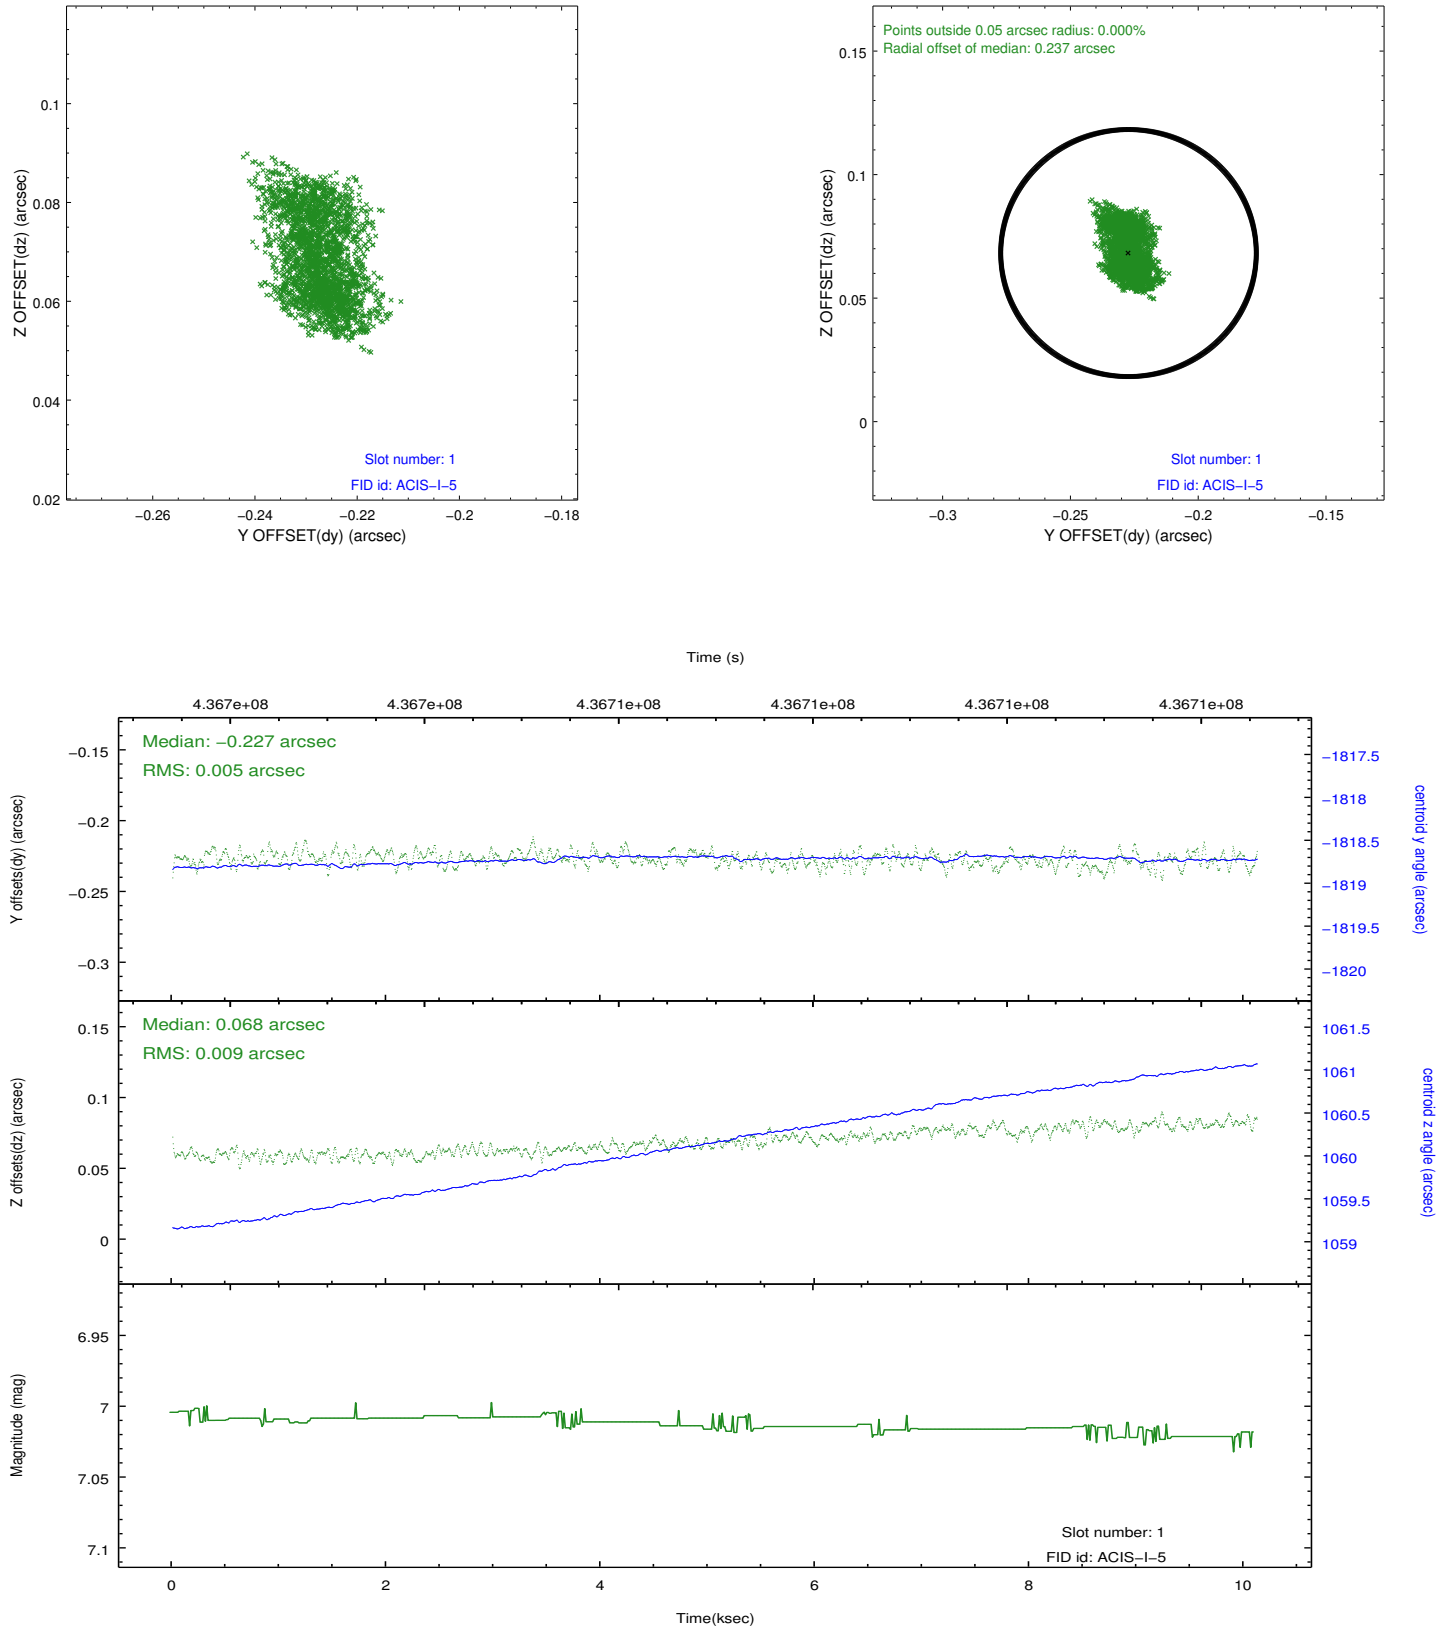 0.1
0.08
0.06
0.04
0.02
Z OFFSET(dz) (arcsec)
−0.26
−0.24
−0.22
−0.2
−0.18
Y OFFSET(dy) (arcsec)
Slot number: 1
FID id: ACIS−I−5
Points outside 0.05 arcsec radius: 0.000%
Radial offset of median: 0.237 arcsec
0.15
0.1
0.05
0
Z OFFSET(dz) (arcsec)
−0.3
−0.25
−0.2
−0.15
Y OFFSET(dy) (arcsec)
Slot number: 1
FID id: ACIS−I−5
Time (s)
4.367e+08
4.367e+08
4.3671e+08
4.3671e+08
4.3671e+08
4.3671e+08
Median: −0.227 arcsec
RMS: 0.005 arcsec
−0.15
−0.2
−0.25
−0.3
Y offsets(dy) (arcsec)
−1817.5
−1818
−1818.5
−1819
−1819.5
−1820
centroid y angle (arcsec)
Median: 0.068 arcsec
RMS: 0.009 arcsec
0.15
0.1
0.05
0
Z offsets(dz) (arcsec)
1061.5
1061
1060.5
1060
1059.5
1059
centroid z angle (arcsec)
6.95
7
7.05
7.1
Magnitude (mag)
Slot number: 1
FID id: ACIS−I−5
0
2
4
6
8
10
Time(ksec)